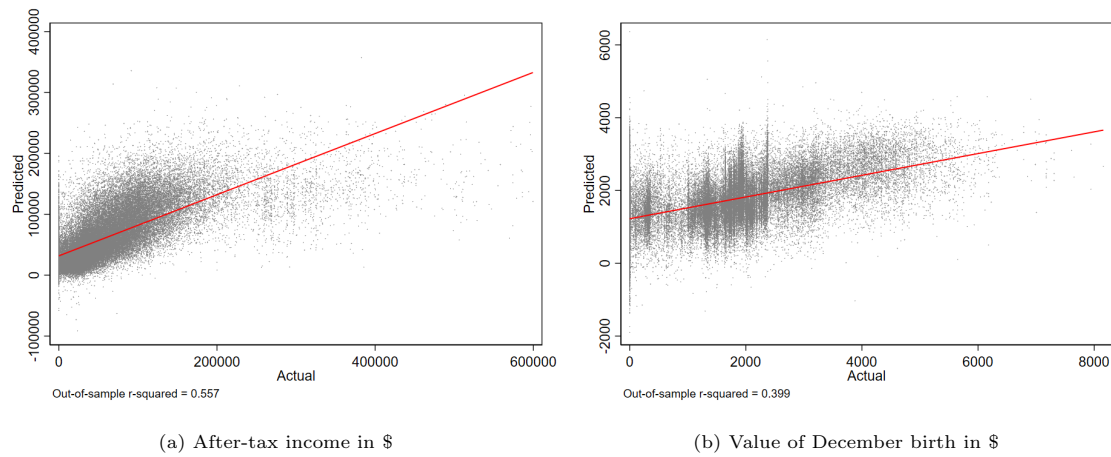 400000
300000
200000
100000
0
-100000
Predicted
0 200000 400000 600000
Actual
Out-of-sample r-squared = 0.557
(a) After-tax income in $
6000
4000
2000
0
-2000
Predicted
0 2000 4000 6000 8000
Actual
Out-of-sample r-squared = 0.399
(b) Value of December birth in $